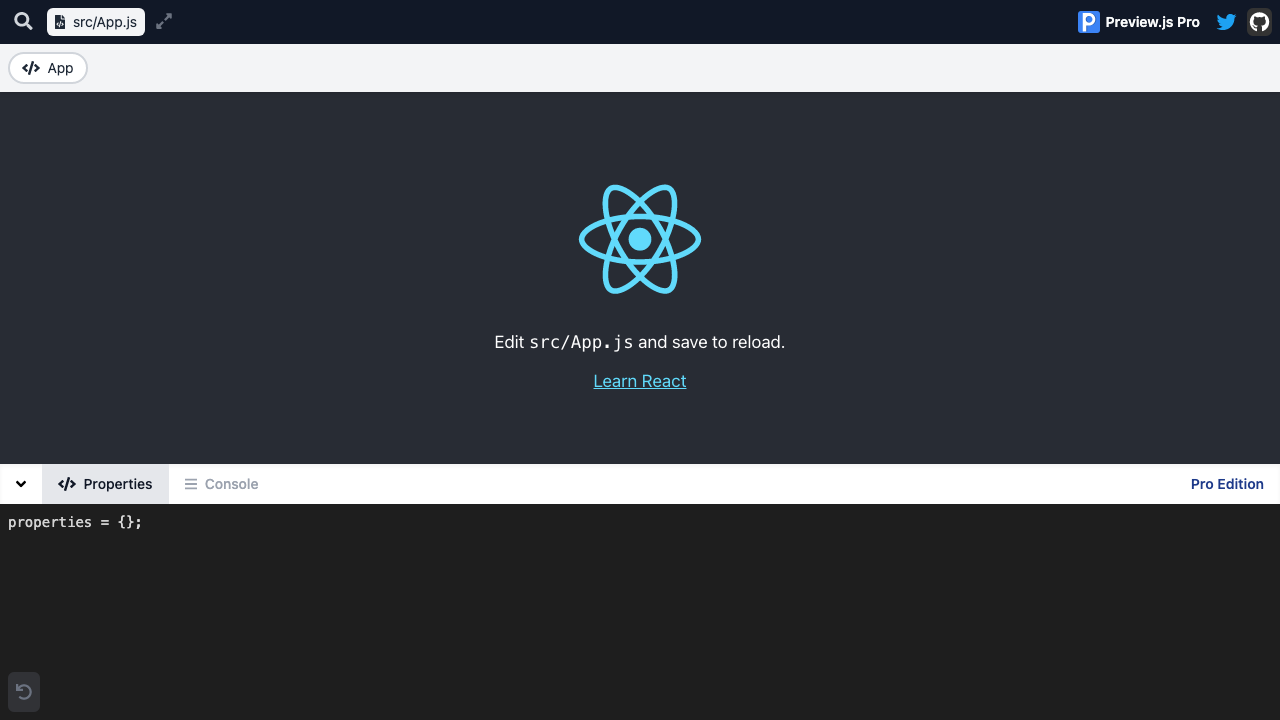 src/App.js
Preview.js Pro
App
Edit src/App.js and save to reload.
Learn React
Properties
Console
Pro Edition
properties = {};